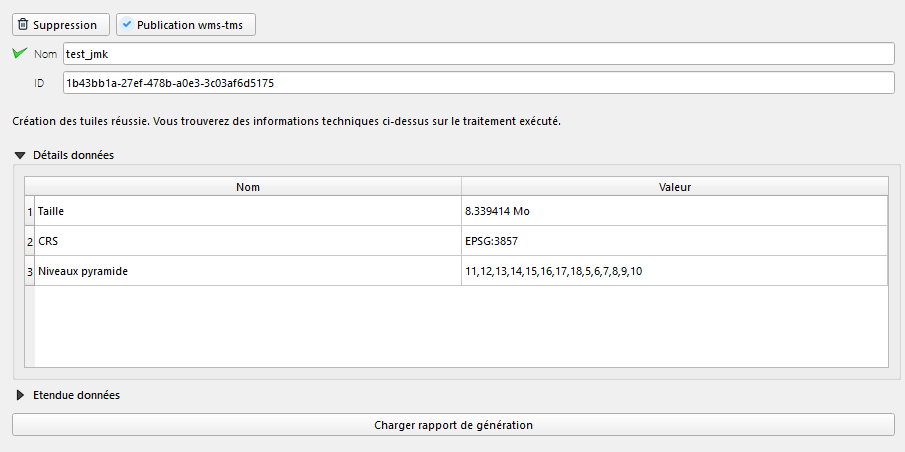 Suppression Publication wms-tms
Nom test_jmk
ID 1b43bb1a-27ef-478b-a0e3-3c03af6d5175
Création des tuiles réussie. Vous trouverez des informations techniques ci-dessus sur le traitement exécuté.
Détails données
Nom Valeur
1 Taille 8.339414 Mo
2 CRS EPSG:3857
3 Niveaux pyramide 11,12,13,14,15,16,17,18,5,6,7,8,9,10
Etendue données
Charger rapport de génération